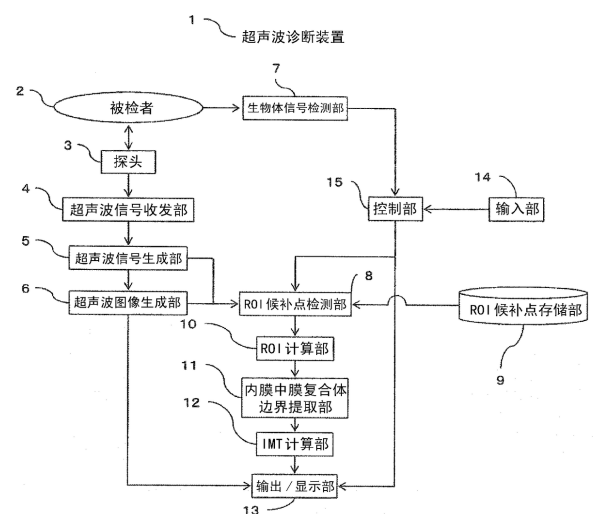 1
超声波诊断装置
7
2
被检者
生物体信号检测部
3
探头
15
14
4
超声波信号收发部
控制部
输入部
5
超声波信号生成部
6
超声波图像生成部
8
ROI候补点检测部
ROI候补点存储部
10
ROI计算部
9
11
内膜中膜复合体
边界提取部
12
IMT计算部
输出/显示部
13